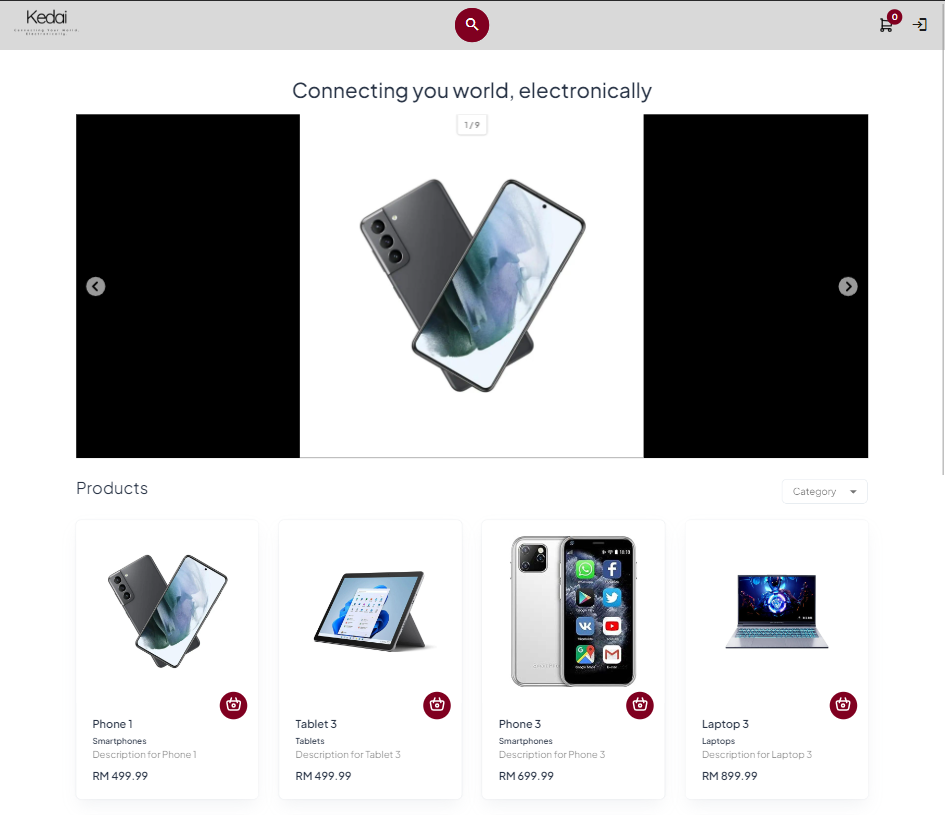 Kedai
Connecting Your World,
Electronically.
0
Connecting you world, electronically
1 / 9
Products
Category
Phone 1
Smartphones
Description for Phone 1
RM 499.99
Tablet 3
Tablets
Description for Tablet 3
RM 499.99
Phone 3
Smartphones
Description for Phone 3
RM 699.99
Laptop 3
Laptops
Description for Laptop 3
RM 899.99